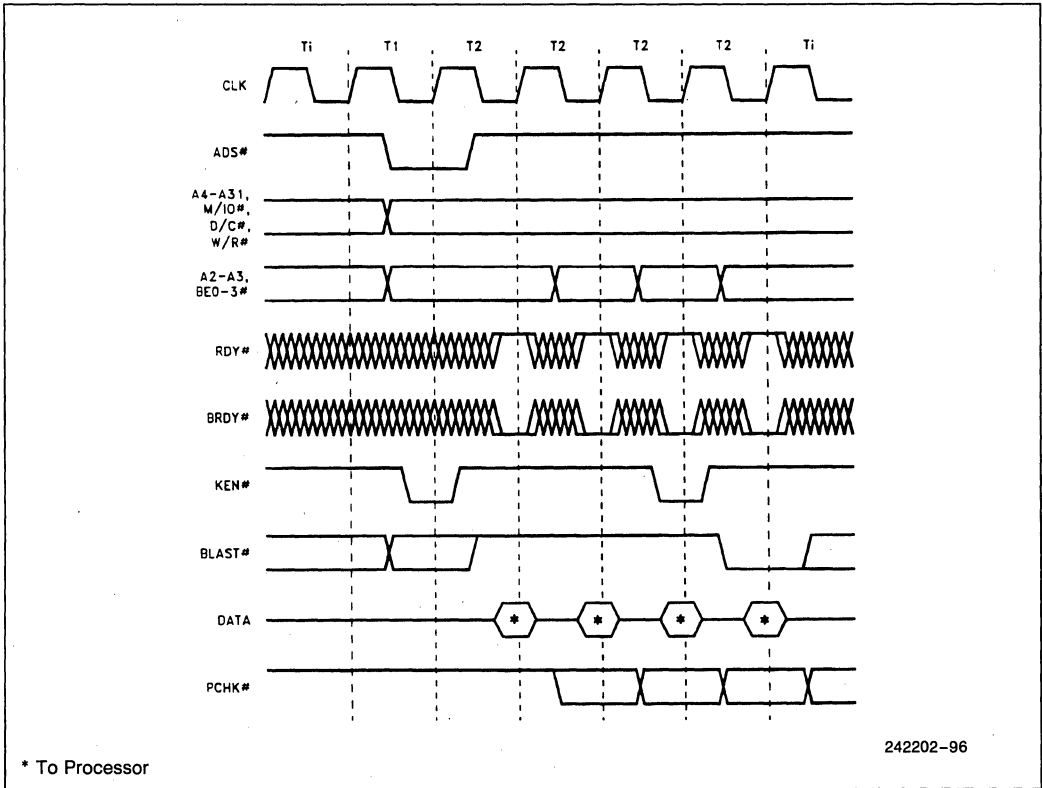 Ti T1 T2 T2 T2 T2 Ti
CLK
ADS#
A4-A31,
M/IO#,
D/C#,
W/R#
A2-A3,
BE0-3#
RDY#
BRDY#
KEN#
BLAST#
DATA * * * *
PCHK#
242202-96
* To Processor